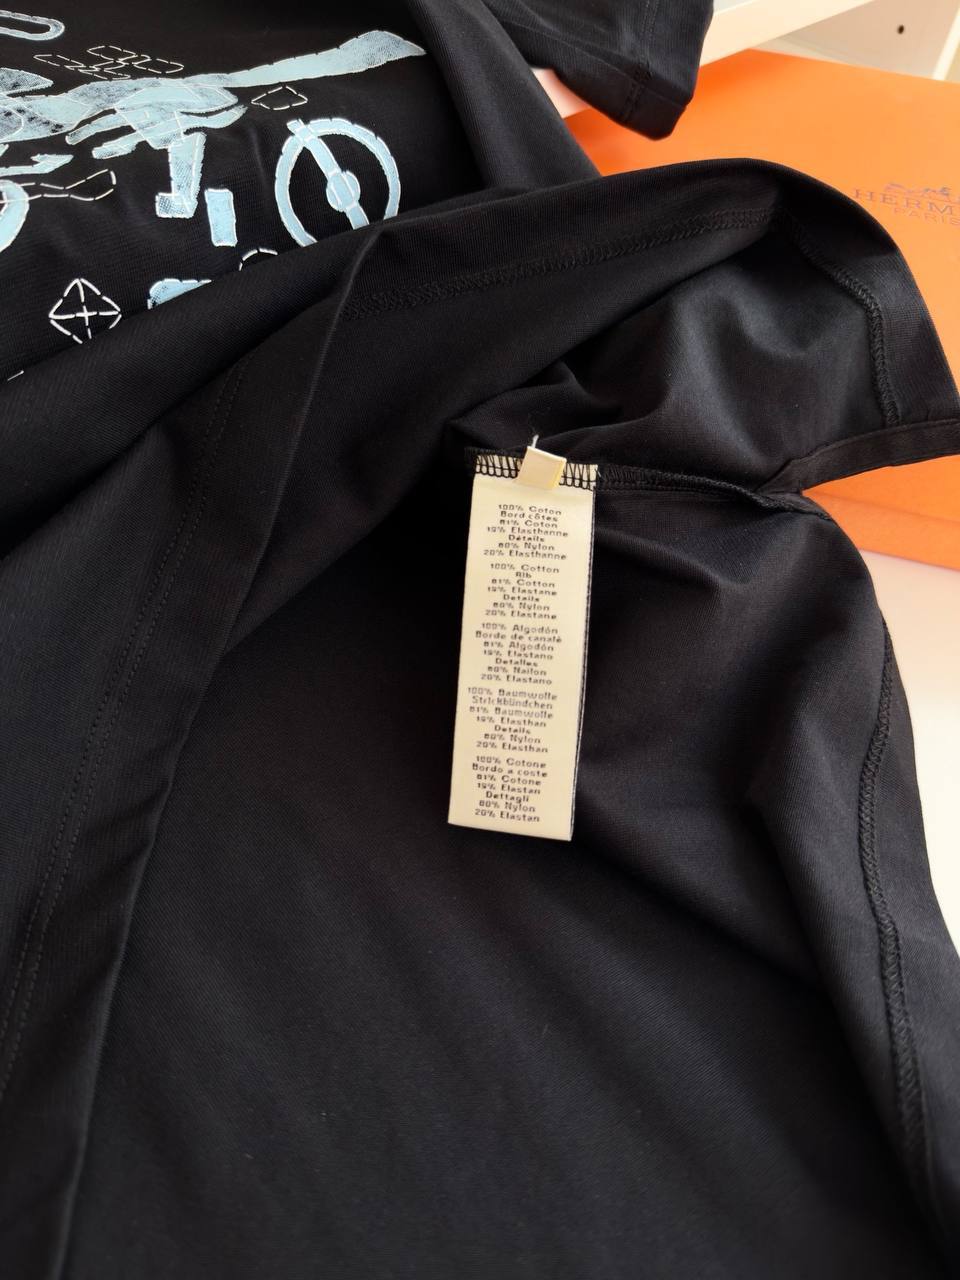 HERM
PARIS
100% Coton
Bord côtes
81% Coton
19% Elasthanne
Détails
80% Nylon
20% Elasthanne
100% Cotton
Rib
81% Cotton
19% Elastane
Details
80% Nylon
20% Elastane
100% Algodón
Borde de canalé
81% Algodón
19% Elastano
Detalles
80% Nailon
20% Elastano
100% Baumwolle
Strickbündchen
81% Baumwolle
19% Elasthan
Details
80% Nylon
20% Elasthan
100% Cotone
Bordo a coste
81% Cotone
19% Elastan
Dettagli
80% Nylon
20% Elastan